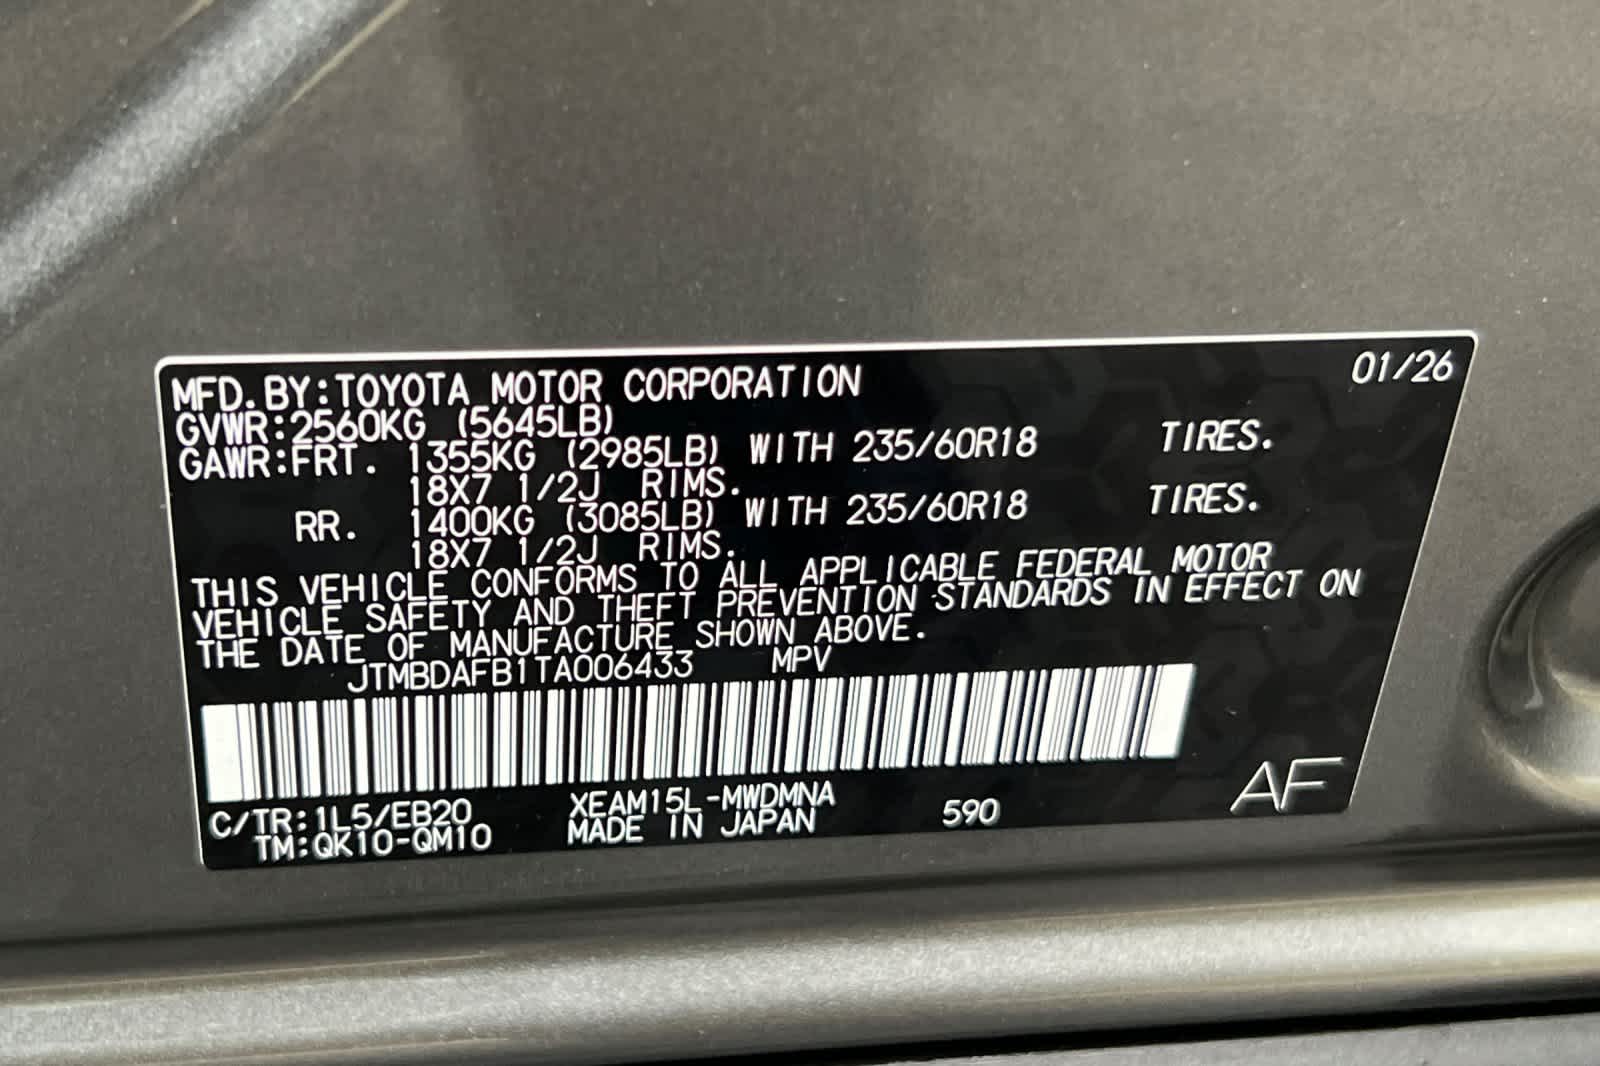 01/26
MFD.BY:TOYOTA MOTOR CORPORATION
GVWR:2560KG (5645LB)
GAWR:FRT. 1355KG (2985LB) WITH 235/60R18 TIRES.
18X7 1/2J RIMS.
RR. 1400KG (3085LB) WITH 235/60R18 TIRES.
18X7 1/2J RIMS.
THIS VEHICLE CONFORMS TO ALL APPLICABLE FEDERAL MOTOR
VEHICLE SAFETY AND THEFT PREVENTION STANDARDS IN EFFECT ON
THE DATE OF MANUFACTURE SHOWN ABOVE.
JTMBDAFB1TA006433 MPV
C/TR:1L5/EB20 XEAM15L-MWDMNA 590 AF
TM:QK10-QM10 MADE IN JAPAN